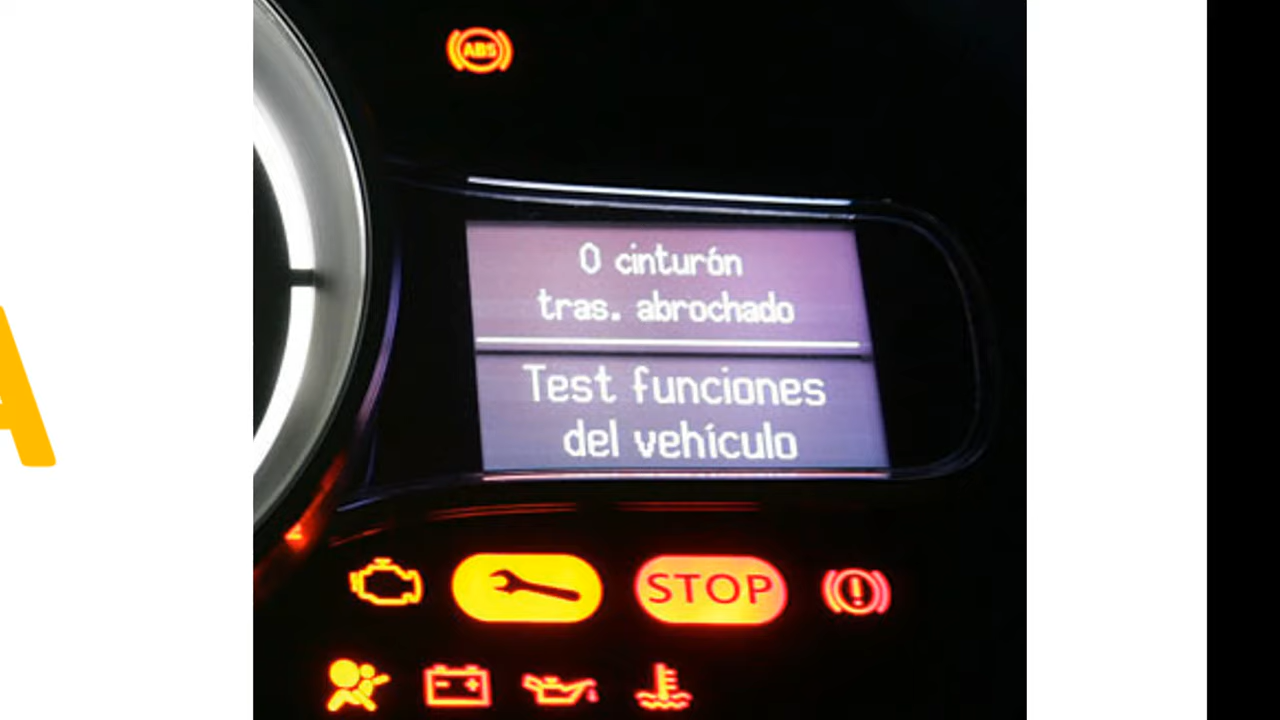 A
ABS
0 cinturón
tras. abrochado
Test funciones
del vehículo
STOP